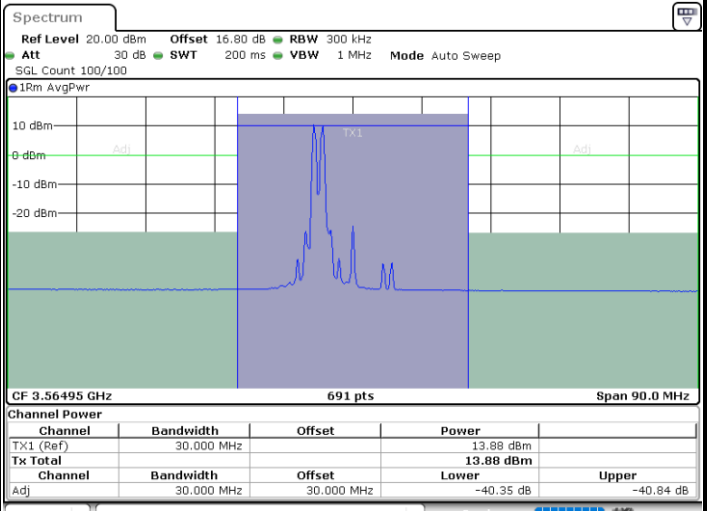 Spectrum
Ref Level 20.00 dBm Offset 16.80 dB RBW 300 kHz
Att 30 dB SWT 200 ms VBW 1 MHz Mode Auto Sweep
SGL Count 100/100
1Rm AvgPwr
10 dBm
TX1
0 dBm
Adj Adj
-10 dBm
-20 dBm
CF 3.56495 GHz 691 pts Span 90.0 MHz
Channel Power
Channel Bandwidth Offset Power
TX1 (Ref) 30.000 MHz 13.88 dBm
Tx Total 13.88 dBm
Channel Bandwidth Offset Lower Upper
Adj 30.000 MHz 30.000 MHz -40.35 dB -40.84 dB